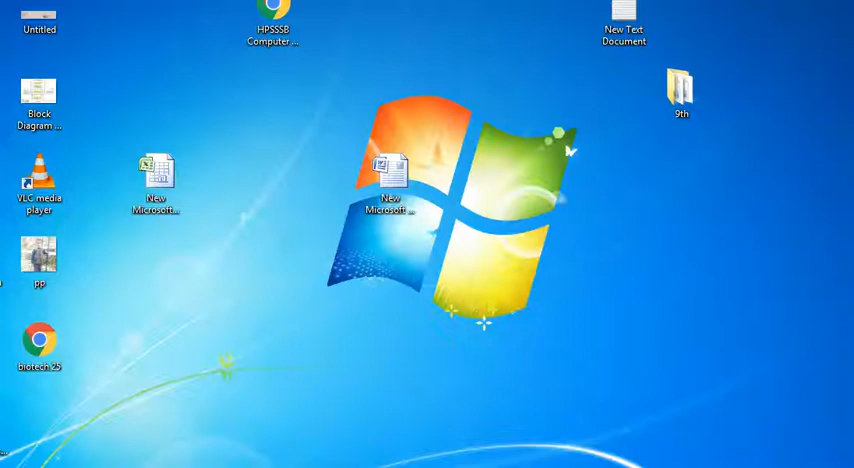 Untitled
HPSSSB
Computer ...
New Text
Document
Block
Diagram ...
9th
VLC media
player
New
Microsoft...
New
Microsoft ...
pp
biotech 25